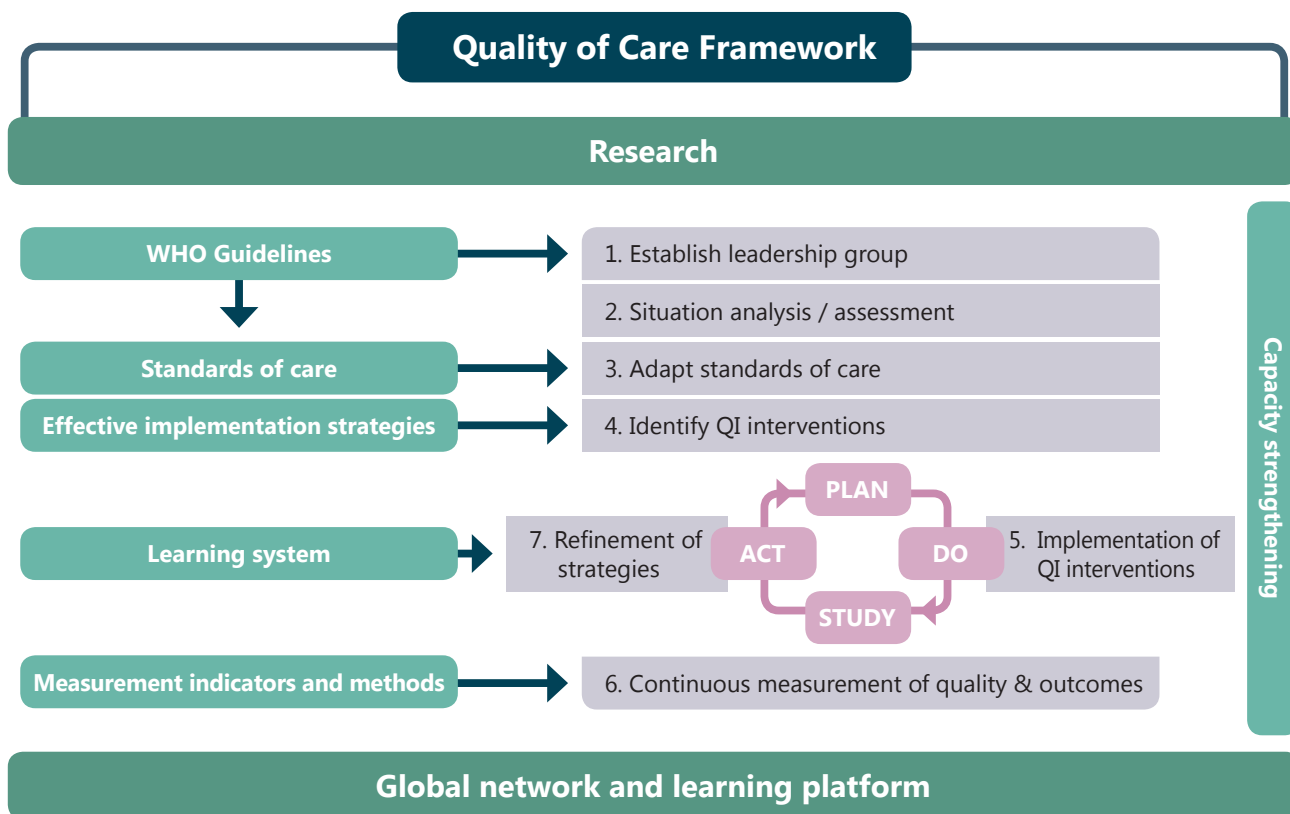 Quality of Care Framework
Research
WHO Guidelines
1. Establish leadership group
2. Situation analysis / assessment
Standards of care
3. Adapt standards of care
Effective implementation strategies
4. Identify QI interventions
Learning system
7. Refinement of
strategies
PLAN
ACT
DO
STUDY
5. Implementation of
QI interventions
Measurement indicators and methods
6. Continuous measurement of quality & outcomes
Capacity strengthening
Global network and learning platform